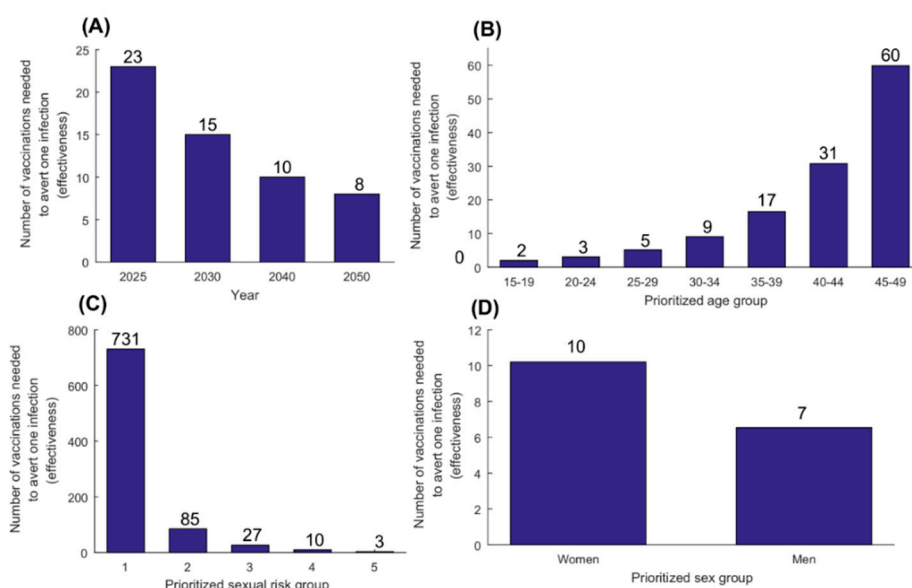 (A)
Number of vaccinations needed
to avert one infection
(effectiveness)
25
20
15
10
5
0
23
15
10
8
2025 2030 2040 2050
Year
(B)
Number of vaccinations needed
to avert one infection
(effectiveness)
60
50
40
30
20
10
0
0
2
3
5
9
17
31
60
15-19 20-24 25-29 30-34 35-39 40-44 45-49
Prioritized age group
(C)
Number of vaccinations needed
to avert one infection
(effectiveness)
800
600
400
200
0
731
85
27
10
3
1 2 3 4 5
Prioritized sexual risk group
(D)
Number of vaccinations needed
to avert one infection
(effectiveness)
12
10
8
6
4
2
0
10
7
Women Men
Prioritized sex group